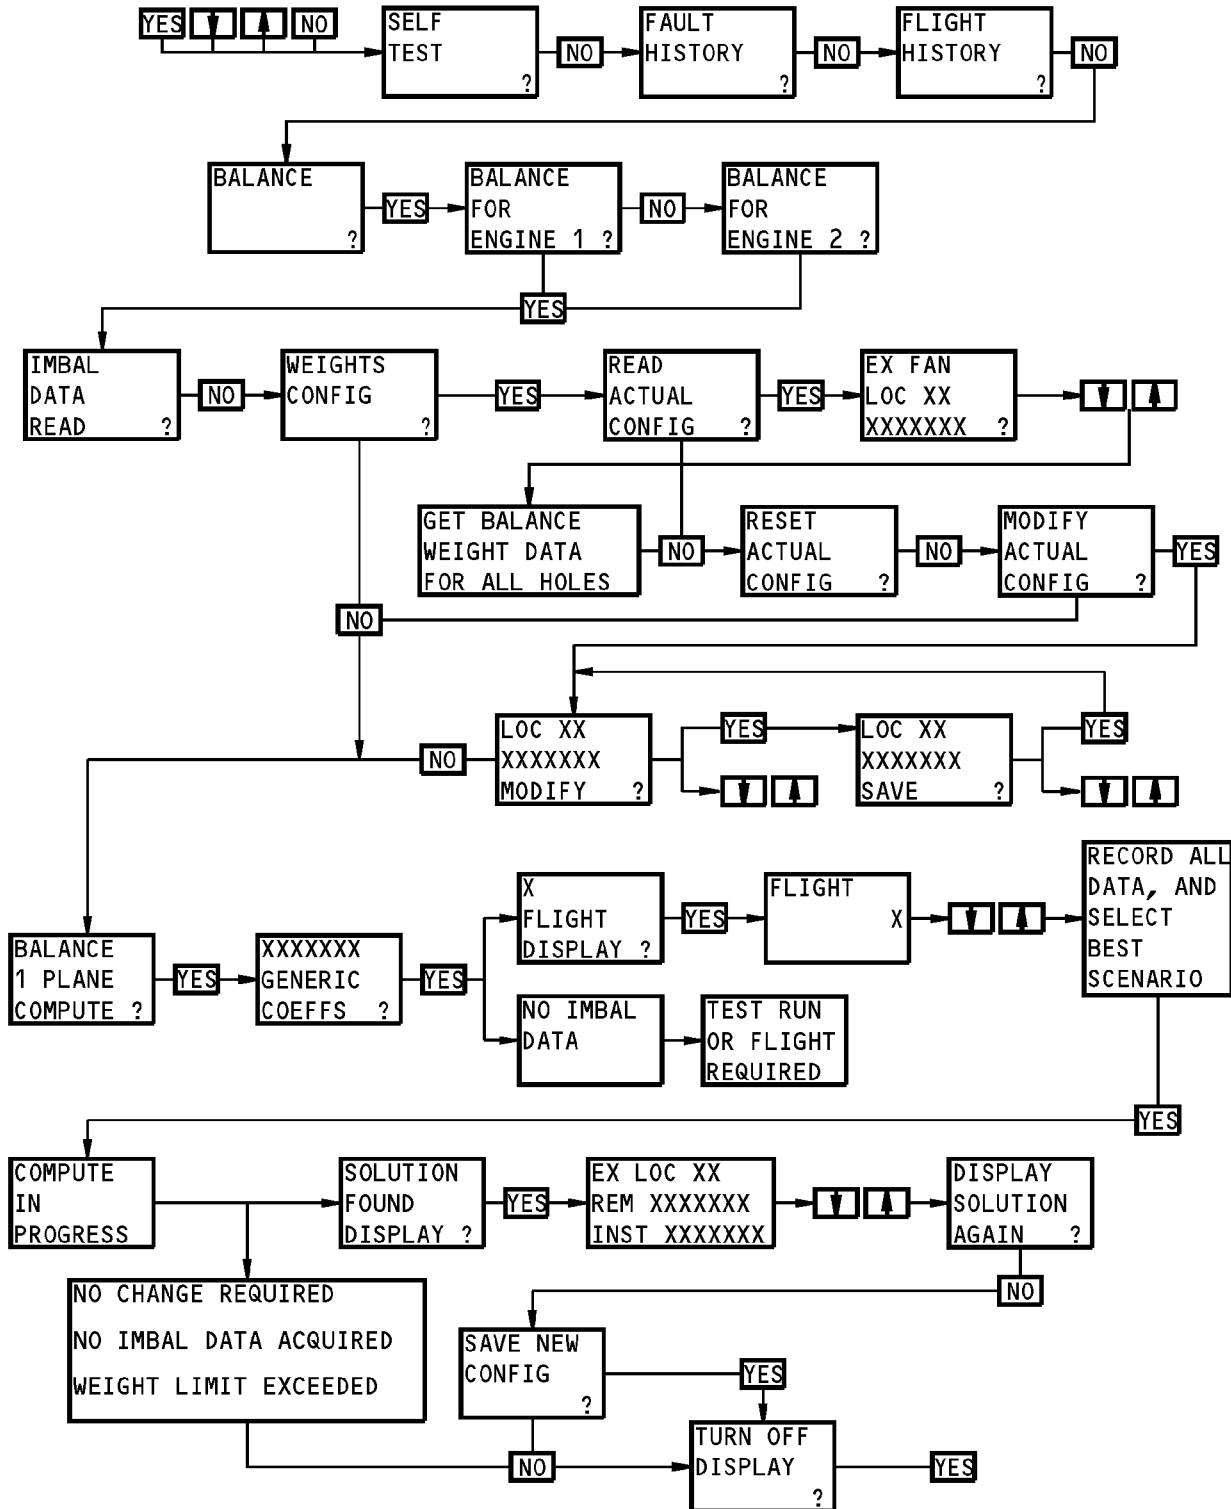 YES
NO
SELF
TEST
?
NO
FAULT
HISTORY
?
NO
FLIGHT
HISTORY
?
NO
BALANCE
?
YES
BALANCE
FOR
ENGINE 1 ?
NO
BALANCE
FOR
ENGINE 2 ?
YES
IMBAL
DATA
READ ?
NO
WEIGHTS
CONFIG
?
YES
READ
ACTUAL
CONFIG ?
YES
EX FAN
LOC XX
XXXXXXX ?
GET BALANCE
WEIGHT DATA
FOR ALL HOLES
NO
RESET
ACTUAL
CONFIG ?
NO
MODIFY
ACTUAL
CONFIG ?
YES
NO
NO
LOC XX
XXXXXXX
MODIFY ?
YES
LOC XX
XXXXXXX
SAVE ?
YES
BALANCE
1 PLANE
COMPUTE ?
YES
XXXXXXX
GENERIC
COEFFS ?
YES
X
FLIGHT
DISPLAY ?
YES
FLIGHT
X
RECORD ALL
DATA, AND
SELECT
BEST
SCENARIO
NO IMBAL
DATA
TEST RUN
OR FLIGHT
REQUIRED
YES
COMPUTE
IN
PROGRESS
SOLUTION
FOUND
DISPLAY ?
YES
EX LOC XX
REM XXXXXXX
INST XXXXXXX
DISPLAY
SOLUTION
AGAIN ?
NO
NO CHANGE REQUIRED
NO IMBAL DATA ACQUIRED
WEIGHT LIMIT EXCEEDED
SAVE NEW
CONFIG
?
YES
NO
TURN OFF
DISPLAY
?
YES